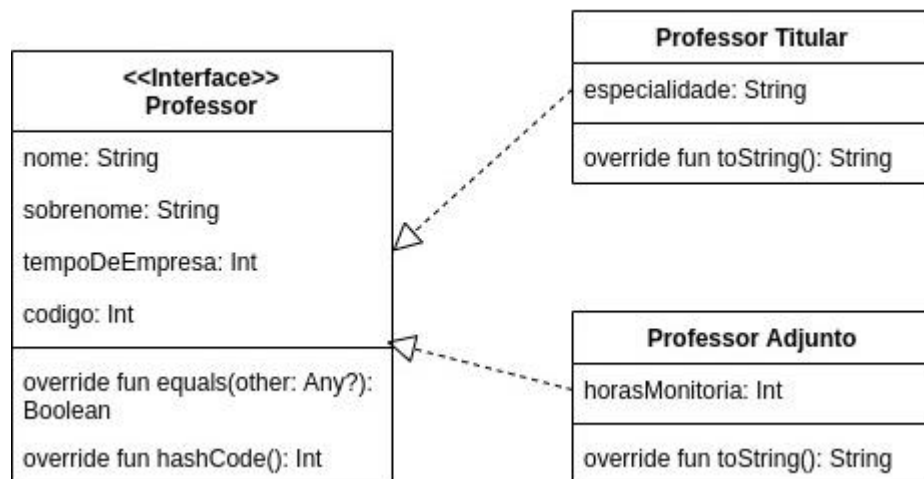 <<Interface>>
Professor
nome: String
sobrenome: String
tempoDeEmpresa: Int
codigo: Int
override fun equals(other: Any?):
Boolean
override fun hashCode(): Int
Professor Titular
especialidade: String
override fun toString(): String
Professor Adjunto
horasMonitoria: Int
override fun toString(): String